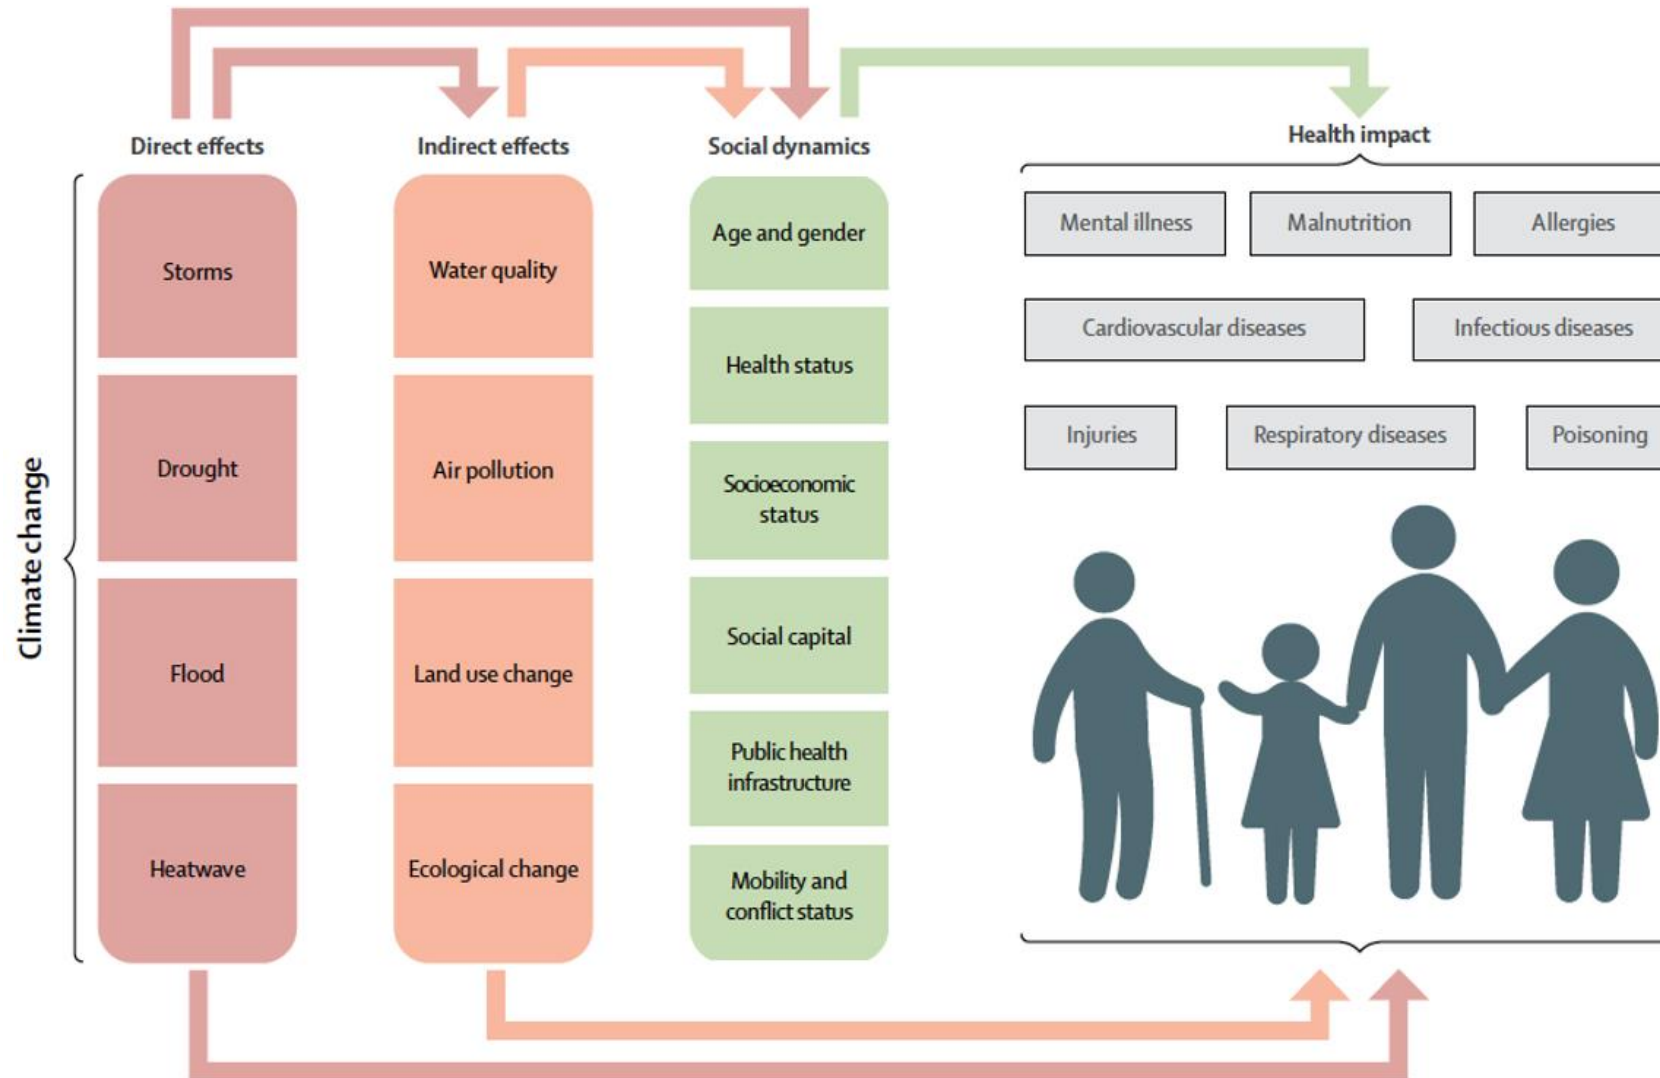 Climate change
Direct effects
Storms
Drought
Flood
Heatwave
Indirect effects
Water quality
Air pollution
Land use change
Ecological change
Social dynamics
Age and gender
Health status
Socioeconomic
status
Social capital
Public health
infrastructure
Mobility and
conflict status
Health impact
Mental illness
Malnutrition
Allergies
Cardiovascular diseases
Infectious diseases
Injuries
Respiratory diseases
Poisoning